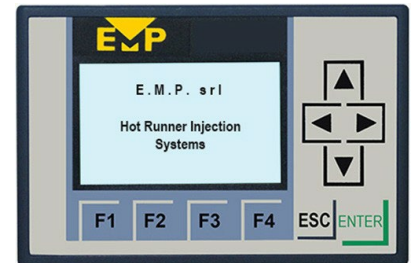 EMP
E.M.P. srl
Hot Runner Injection
Systems
F1 F2 F3 F4 ESC ENTER